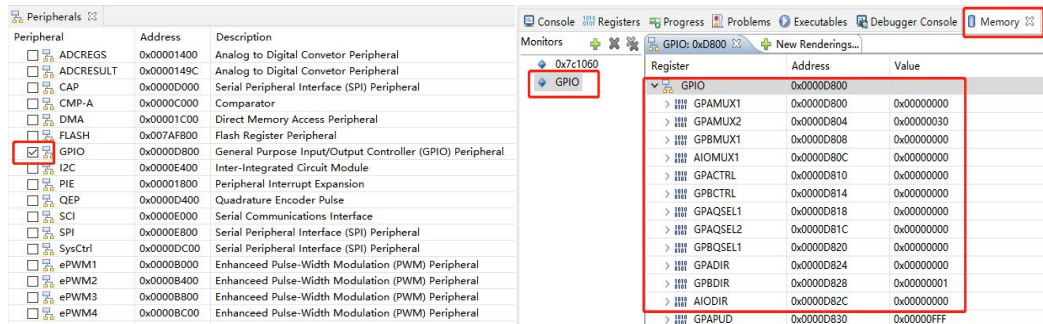 Peripherals
Peripheral Address Description
ADCREGS 0x00001400 Analog to Digital Convetor Peripheral
ADCRESULT 0x0000149C Analog to Digital Convetor Peripheral
CAP 0x0000D000 Serial Peripheral Interface (SPI) Peripheral
CMP-A 0x0000C000 Comparator
DMA 0x00001C00 Direct Memory Access Peripheral
FLASH 0x007AF800 Flash Register Peripheral
GPIO 0x0000D800 General Purpose Input/Output Controller (GPIO) Peripheral
I2C 0x0000E400 Inter-Integrated Circuit Module
PIE 0x00001800 Peripheral Interrupt Expansion
QEP 0x0000D400 Quadrature Encoder Pulse
SCI 0x0000E000 Serial Communications Interface
SPI 0x0000E800 Serial Peripheral Interface (SPI) Peripheral
SysCtrl 0x0000DC00 Serial Peripheral Interface (SPI) Peripheral
ePWM1 0x0000B000 Enhanceed Pulse-Width Modulation (PWM) Peripheral
ePWM2 0x0000B400 Enhanceed Pulse-Width Modulation (PWM) Peripheral
ePWM3 0x0000B800 Enhanceed Pulse-Width Modulation (PWM) Peripheral
ePWM4 0x0000BC00 Enhanceed Pulse-Width Modulation (PWM) Peripheral
Console Registers Progress Problems Executables Debugger Console Memory
Monitors
0x7c1060
GPIO
GPIO: 0xD800 New Renderings...
Register Address Value
GPIO 0x0000D800
GPAMUX1 0x0000D800 0x00000000
GPAMUX2 0x0000D804 0x00000030
GPBMUX1 0x0000D808 0x00000000
AIOMUX1 0x0000D80C 0x00000000
GPACTRL 0x0000D810 0x00000000
GPBCTRL 0x0000D814 0x00000000
GPAQSEL1 0x0000D818 0x00000000
GPAQSEL2 0x0000D81C 0x00000000
GPBQSEL1 0x0000D820 0x00000000
GPADIR 0x0000D824 0x00000000
GPBDIR 0x0000D828 0x00000001
AIODIR 0x0000D82C 0x00000000
GPAPUD 0x0000D830 0x00000FFF